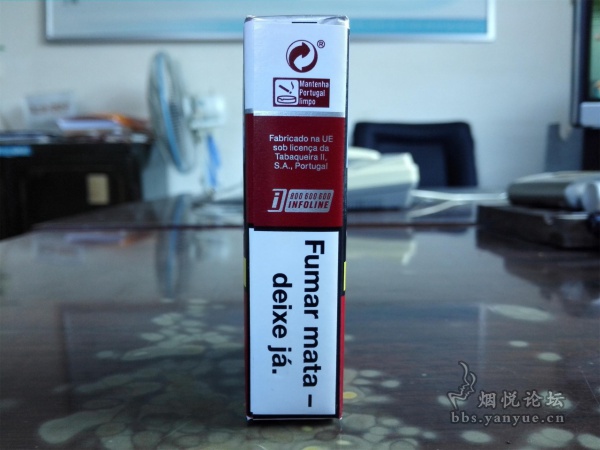 ®
Mantenha
Portugal
limpo
Fabricado na UE
sob licença da
Tabaqueira II,
S.A., Portugal
i 800 600 800
INFOLINE
Fumar mata –
deixe já.
烟悦论坛
bbs.yanyue.cn